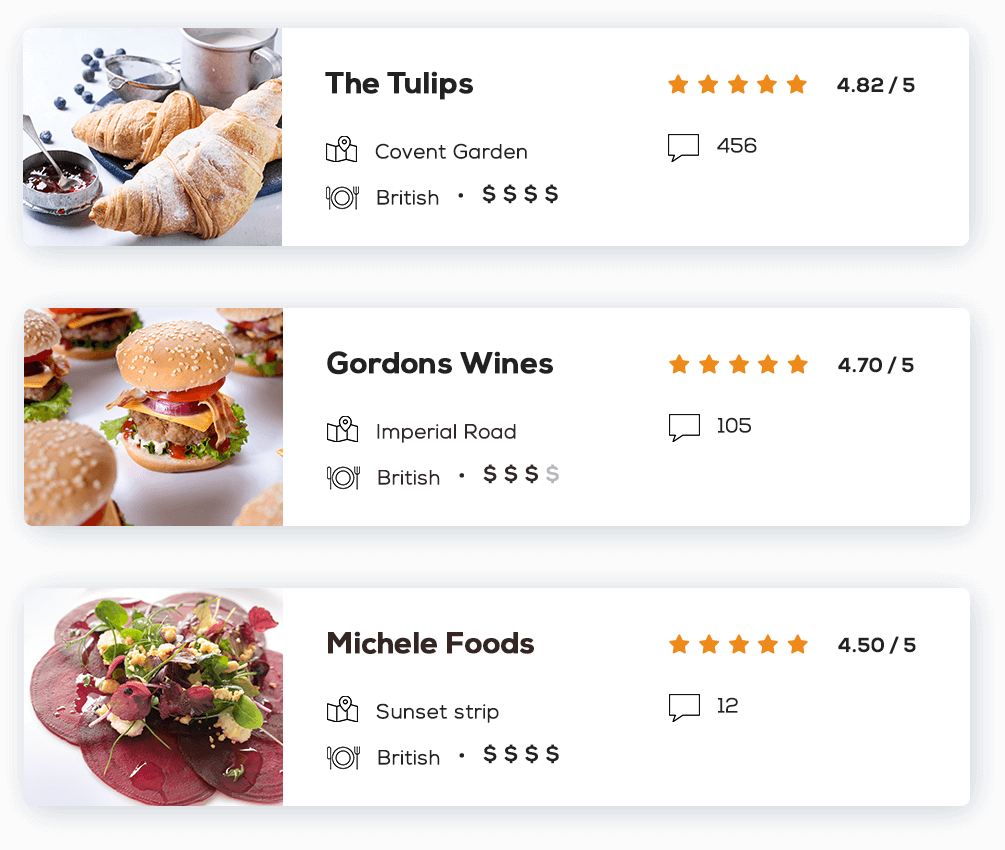 The Tulips
4.82 / 5
Covent Garden
456
British • $ $ $ $
Gordons Wines
4.70 / 5
Imperial Road
105
British • $ $ $ $
Michele Foods
4.50 / 5
Sunset strip
12
British • $ $ $ $